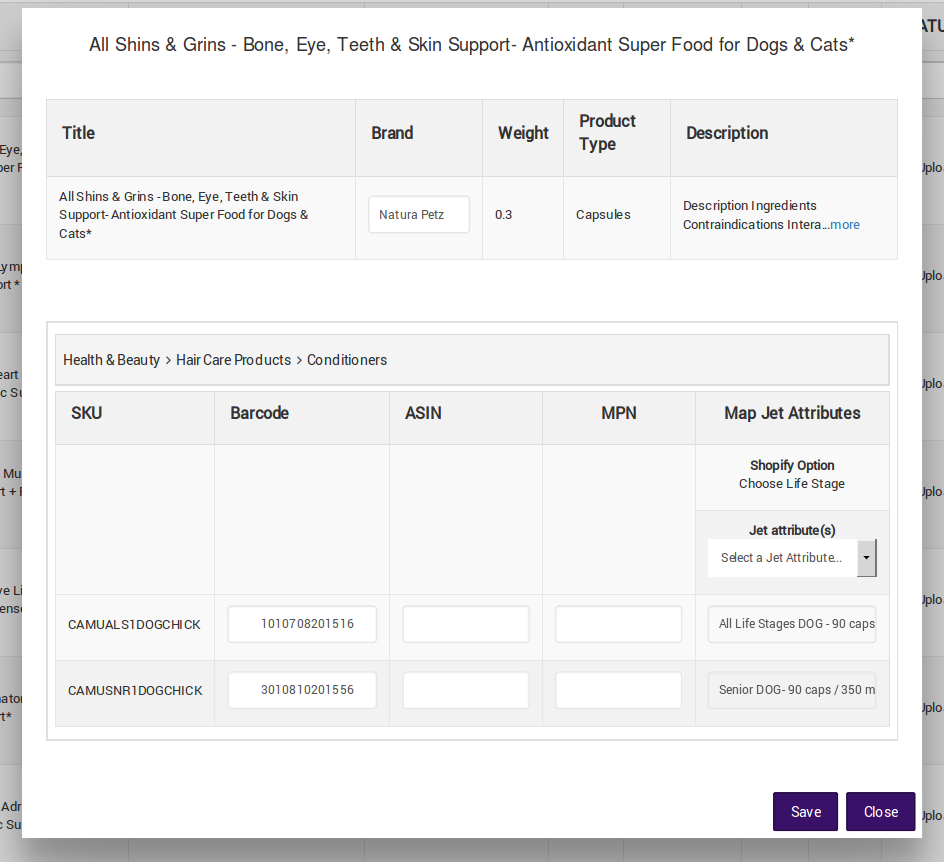 All Shins & Grins - Bone, Eye, Teeth & Skin Support- Antioxidant Super Food for Dogs & Cats*
Title
Brand
Weight
Product
Type
Description
All Shins & Grins - Bone, Eye, Teeth & Skin
Support- Antioxidant Super Food for Dogs &
Cats*
Natura Petz
0.3
Capsules
Description Ingredients
Contraindications Intera...more
Health & Beauty > Hair Care Products > Conditioners
SKU
Barcode
ASIN
MPN
Map Jet Attributes
Shopify Option
Choose Life Stage
Jet attribute(s)
Select a Jet Attribute...
CAMUALS1DOGCHICK
1010708201516
All Life Stages DOG - 90 caps
CAMUSNR1DOGCHICK
3010810201556
Senior DOG- 90 caps / 350 m
Save
Close